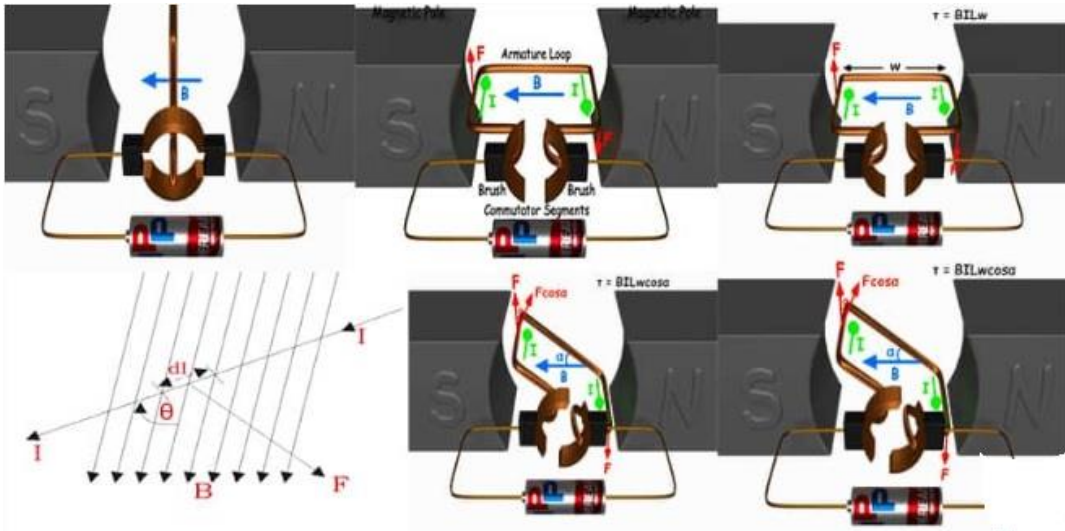 S
N
B
Magnetic Pole
Magnetic Pole
F
Armature Loop
I
B
I
F
Brush
Brush
Commutator Segments
τ = BILw
S
N
F
w
I
B
I
F
I
dl
θ
I
B
F
τ = BILwcosα
F
Fcosα
I
α
B
I
F
N
τ = BILwcosα
F
Fcosα
S
N
I
α
B
I
F